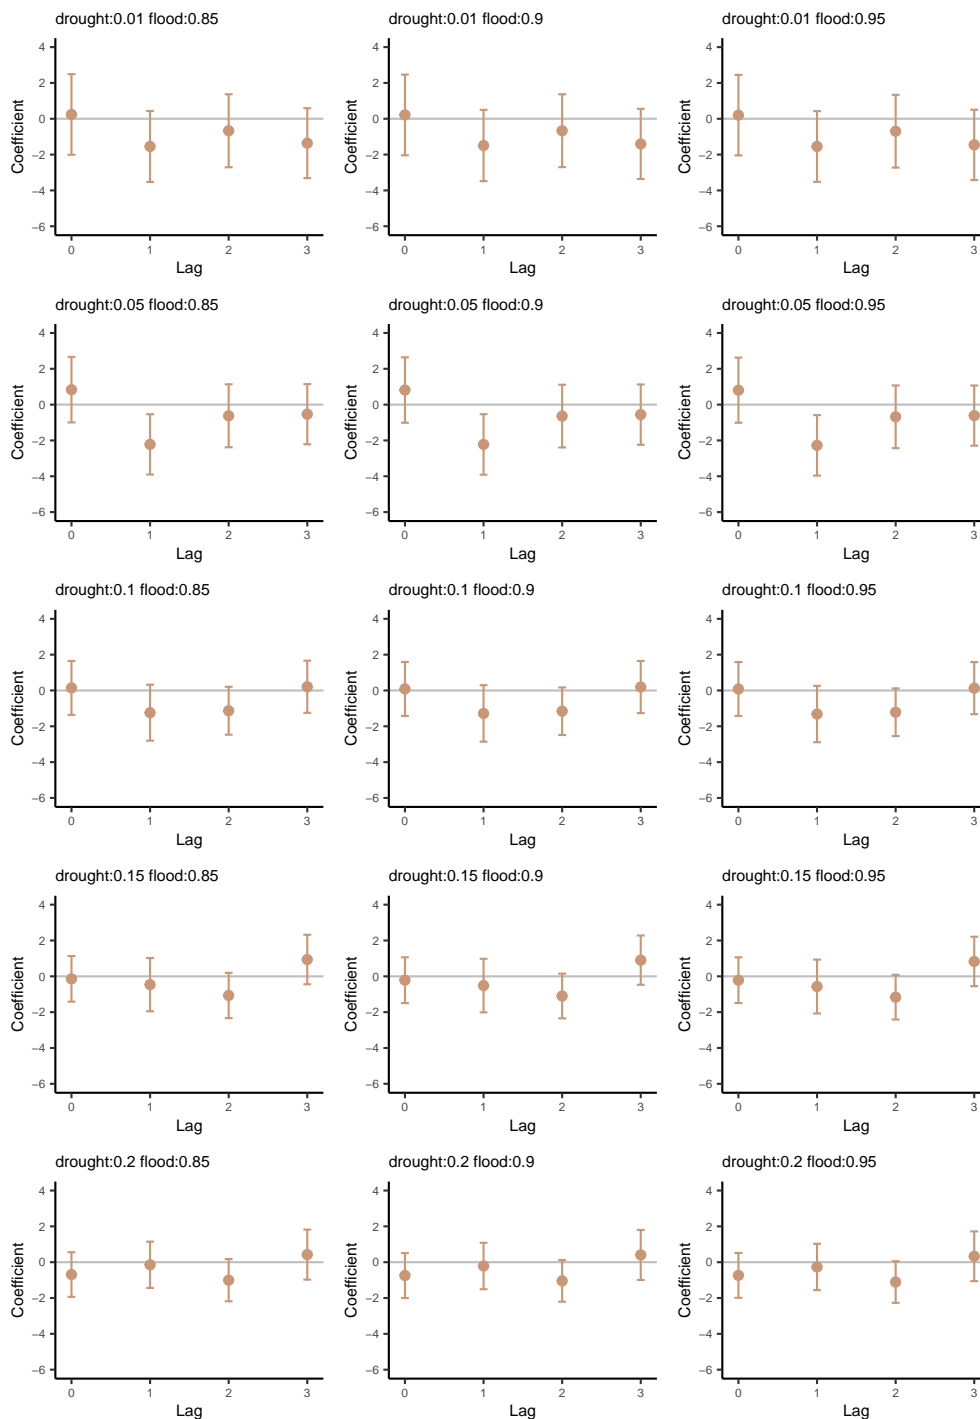 drought:0.01 flood:0.85
4
2
0
−2
−4
−6
Coefficient
0 1 2 3
Lag
drought:0.01 flood:0.9
4
2
0
−2
−4
−6
Coefficient
0 1 2 3
Lag
drought:0.01 flood:0.95
4
2
0
−2
−4
−6
Coefficient
0 1 2 3
Lag
drought:0.05 flood:0.85
4
2
0
−2
−4
−6
Coefficient
0 1 2 3
Lag
drought:0.05 flood:0.9
4
2
0
−2
−4
−6
Coefficient
0 1 2 3
Lag
drought:0.05 flood:0.95
4
2
0
−2
−4
−6
Coefficient
0 1 2 3
Lag
drought:0.1 flood:0.85
4
2
0
−2
−4
−6
Coefficient
0 1 2 3
Lag
drought:0.1 flood:0.9
4
2
0
−2
−4
−6
Coefficient
0 1 2 3
Lag
drought:0.1 flood:0.95
4
2
0
−2
−4
−6
Coefficient
0 1 2 3
Lag
drought:0.15 flood:0.85
4
2
0
−2
−4
−6
Coefficient
0 1 2 3
Lag
drought:0.15 flood:0.9
4
2
0
−2
−4
−6
Coefficient
0 1 2 3
Lag
drought:0.15 flood:0.95
4
2
0
−2
−4
−6
Coefficient
0 1 2 3
Lag
drought:0.2 flood:0.85
4
2
0
−2
−4
−6
Coefficient
0 1 2 3
Lag
drought:0.2 flood:0.9
4
2
0
−2
−4
−6
Coefficient
0 1 2 3
Lag
drought:0.2 flood:0.95
4
2
0
−2
−4
−6
Coefficient
0 1 2 3
Lag